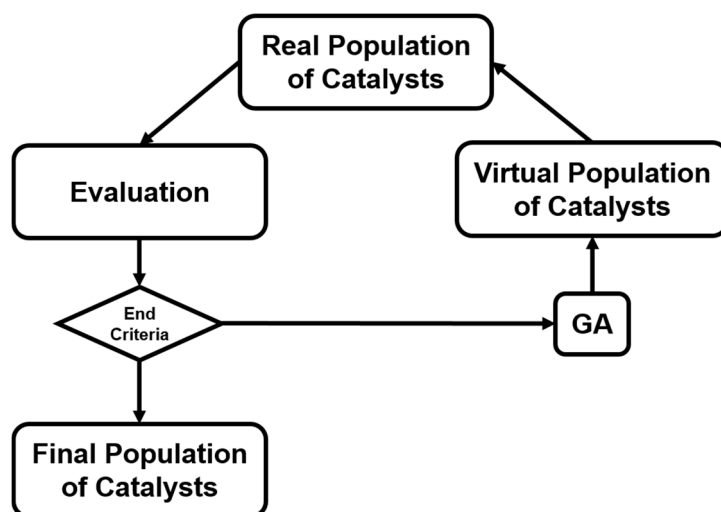 Real Population
of Catalysts
Evaluation
Virtual Population
of Catalysts
End
Criteria
GA
Final Population
of Catalysts